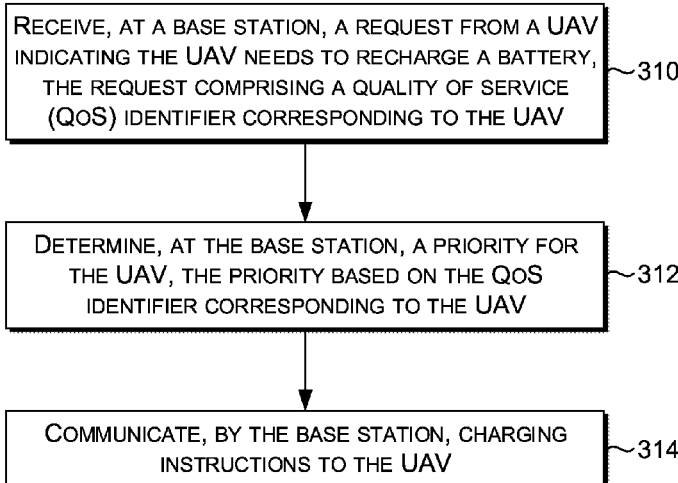 RECEIVE, AT A BASE STATION, A REQUEST FROM A UAV
INDICATING THE UAV NEEDS TO RECHARGE A BATTERY,
THE REQUEST COMPRISING A QUALITY OF SERVICE
(QOS) IDENTIFIER CORRESPONDING TO THE UAV
310
DETERMINE, AT THE BASE STATION, A PRIORITY FOR
THE UAV, THE PRIORITY BASED ON THE QOS
IDENTIFIER CORRESPONDING TO THE UAV
312
COMMUNICATE, BY THE BASE STATION, CHARGING
INSTRUCTIONS TO THE UAV
314